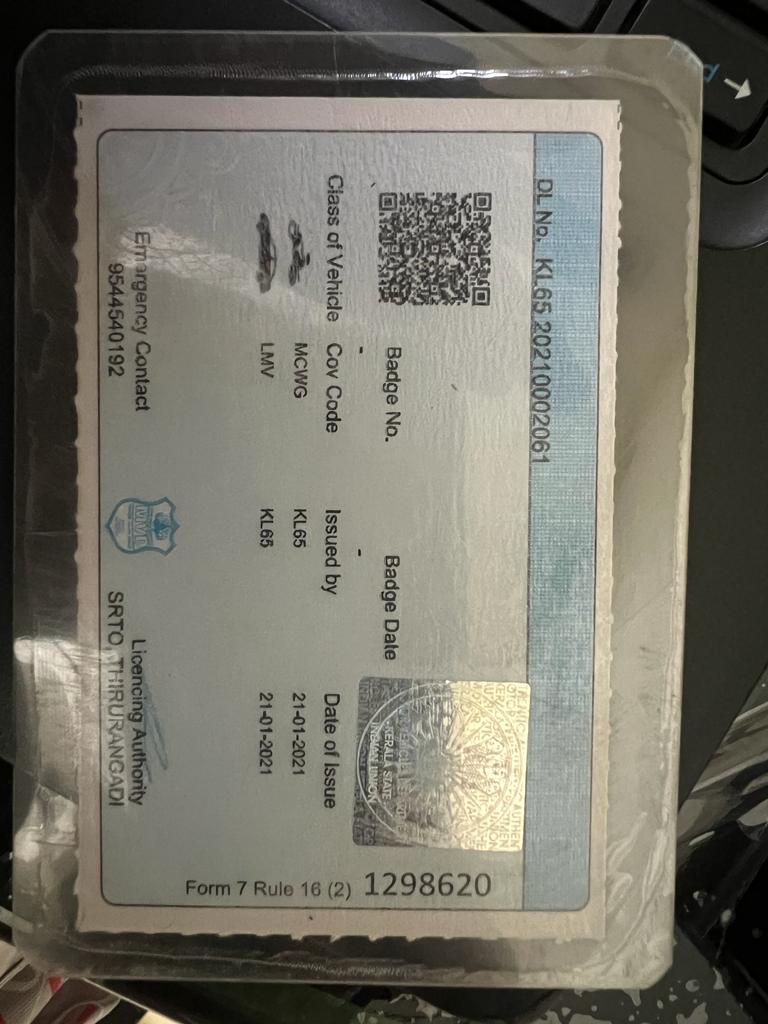 DL No. KL65 20210002061
Badge No. Badge Date
- -
Class of Vehicle Cov Code Issued by Date of Issue
MCWG KL65 21-01-2021
LMV KL65 21-01-2021
Emergency Contact
9544540192
Licencing Authority
SRTO, THIRURANGADI
Form 7 Rule 16 (2) 1298620
KERALA STATE
INDIAN UNION